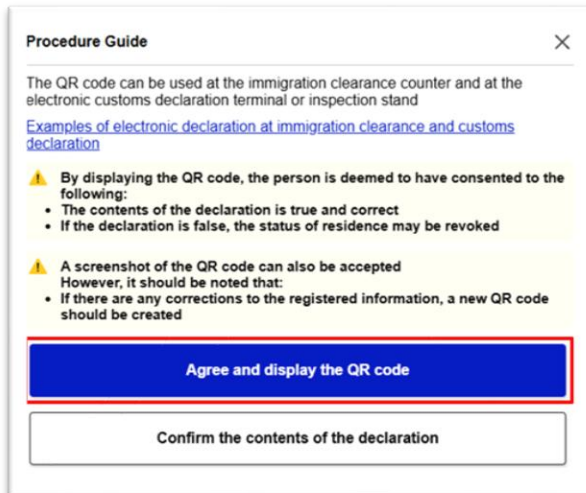 Procedure Guide
The QR code can be used at the immigration clearance counter and at the
electronic customs declaration terminal or inspection stand
Examples of electronic declaration at immigration clearance and customs
declaration
By displaying the QR code, the person is deemed to have consented to the
following:
• The contents of the declaration is true and correct
• If the declaration is false, the status of residence may be revoked
A screenshot of the QR code can also be accepted
However, it should be noted that:
• If there are any corrections to the registered information, a new QR code
should be created
Agree and display the QR code
Confirm the contents of the declaration